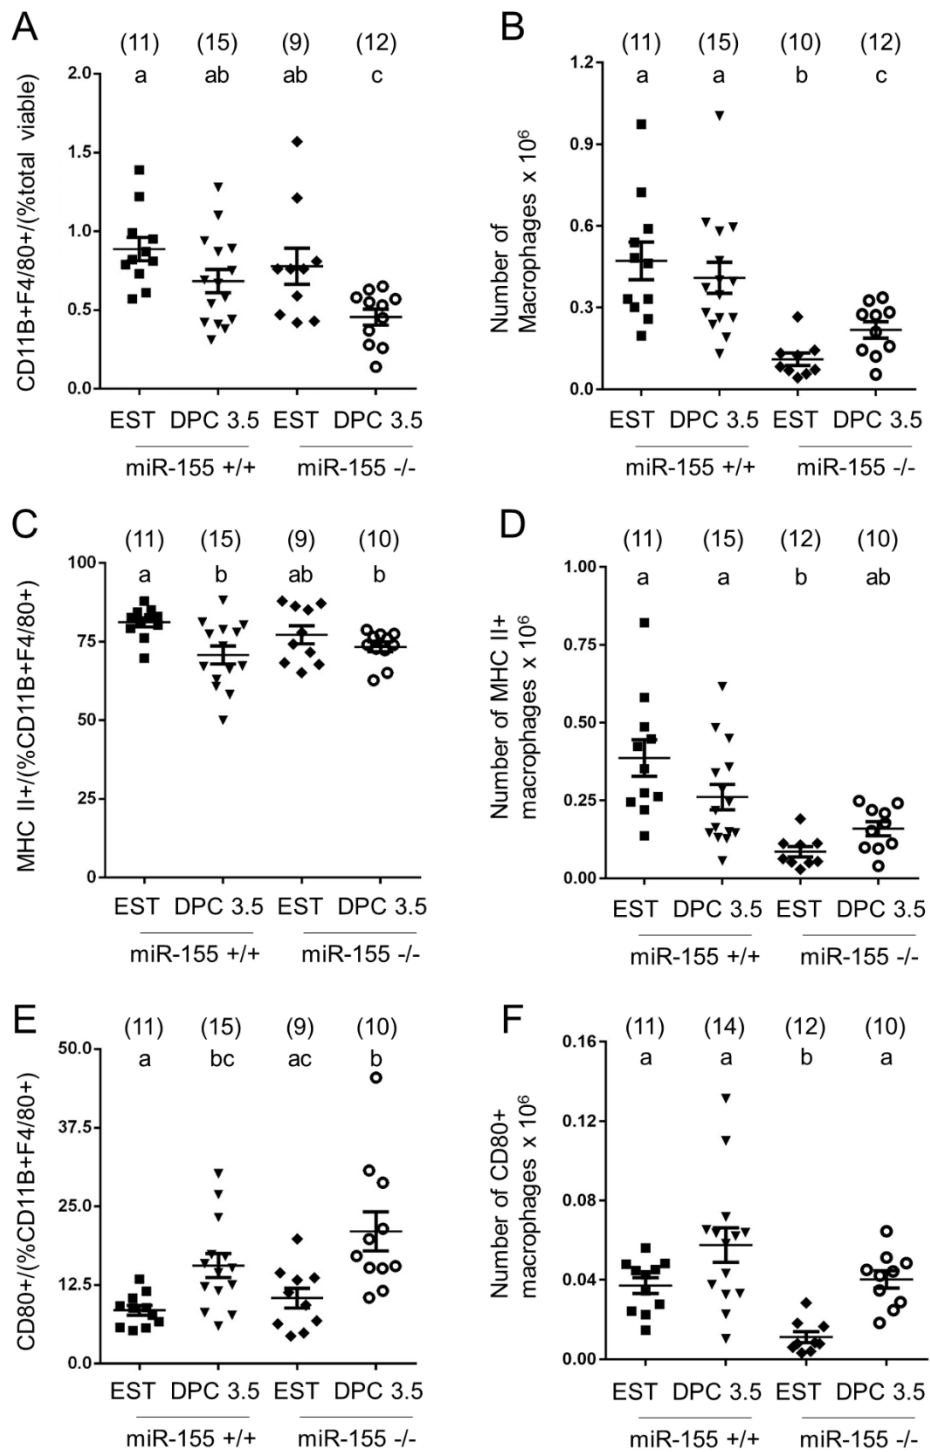 A
(11) (15) (9) (12)
a ab ab c
CD11B+F4/80+/(%total viable)
2.0
1.5
1.0
0.5
0.0
EST DPC 3.5 EST DPC 3.5
miR-155 +/+ miR-155 -/-
B
(11) (15) (10) (12)
a a b c
Number of
Macrophages x 10⁶
1.2
0.9
0.6
0.3
0.0
EST DPC 3.5 EST DPC 3.5
miR-155 +/+ miR-155 -/-
C
(11) (15) (9) (10)
a b ab b
MHC II+/(%CD11B+F4/80+)
100
75
50
25
0
EST DPC 3.5 EST DPC 3.5
miR-155 +/+ miR-155 -/-
D
(11) (15) (12) (10)
a a b ab
Number of MHC II+
macrophages x 10⁶
1.00
0.75
0.50
0.25
0.00
EST DPC 3.5 EST DPC 3.5
miR-155 +/+ miR-155 -/-
E
(11) (15) (9) (10)
a bc ac b
CD80+/(%CD11B+F4/80+)
50.0
37.5
25.0
12.5
0.0
EST DPC 3.5 EST DPC 3.5
miR-155 +/+ miR-155 -/-
F
(11) (14) (12) (10)
a a b a
Number of CD80+
macrophages x 10⁶
0.16
0.12
0.08
0.04
0.00
EST DPC 3.5 EST DPC 3.5
miR-155 +/+ miR-155 -/-